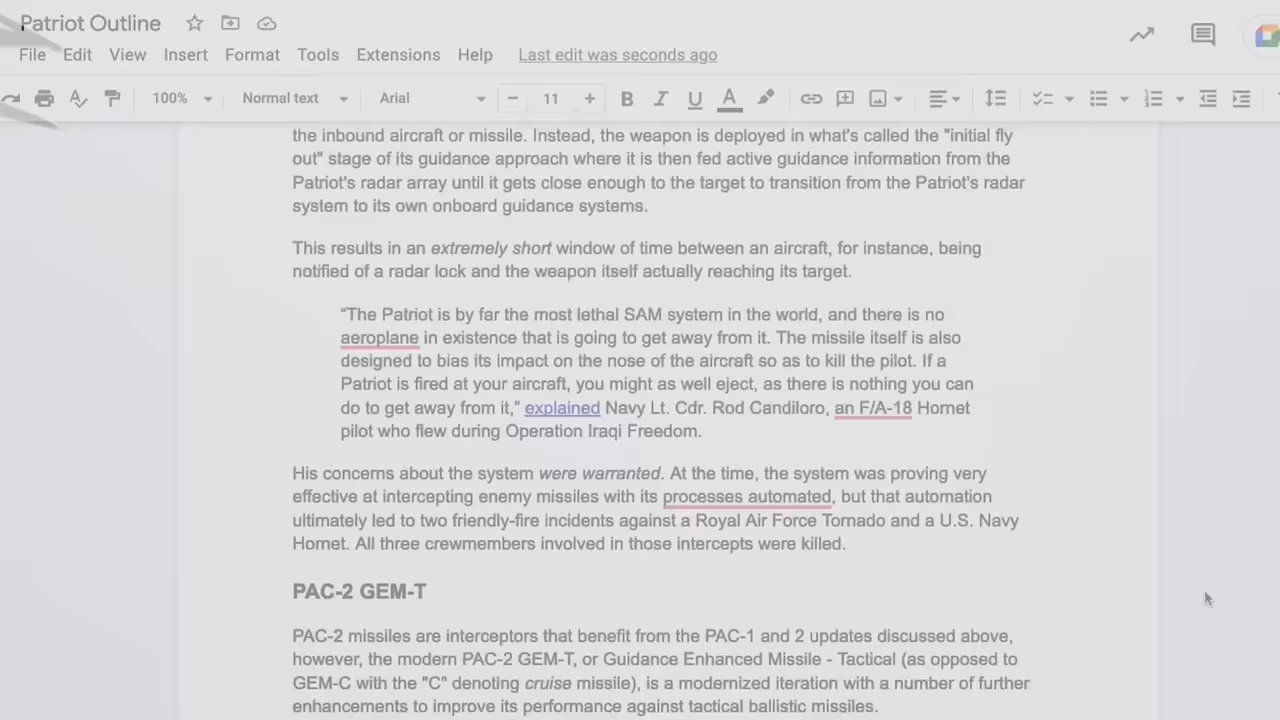 Patriot Outline
File Edit View Insert Format Tools Extensions Help Last edit was seconds ago
100% Normal text Arial 11 B I U A
the inbound aircraft or missile. Instead, the weapon is deployed in what's called the "initial fly
out" stage of its guidance approach where it is then fed active guidance information from the
Patriot's radar array until it gets close enough to the target to transition from the Patriot's radar
system to its own onboard guidance systems.
This results in an extremely short window of time between an aircraft, for instance, being
notified of a radar lock and the weapon itself actually reaching its target.
“The Patriot is by far the most lethal SAM system in the world, and there is no
aeroplane in existence that is going to get away from it. The missile itself is also
designed to bias its impact on the nose of the aircraft so as to kill the pilot. If a
Patriot is fired at your aircraft, you might as well eject, as there is nothing you can
do to get away from it,” explained Navy Lt. Cdr. Rod Candiloro, an F/A-18 Hornet
pilot who flew during Operation Iraqi Freedom.
His concerns about the system were warranted. At the time, the system was proving very
effective at intercepting enemy missiles with its processes automated, but that automation
ultimately led to two friendly-fire incidents against a Royal Air Force Tornado and a U.S. Navy
Hornet. All three crewmembers involved in those intercepts were killed.
PAC-2 GEM-T
PAC-2 missiles are interceptors that benefit from the PAC-1 and 2 updates discussed above,
however, the modern PAC-2 GEM-T, or Guidance Enhanced Missile - Tactical (as opposed to
GEM-C with the "C" denoting cruise missile), is a modernized iteration with a number of further
enhancements to improve its performance against tactical ballistic missiles.